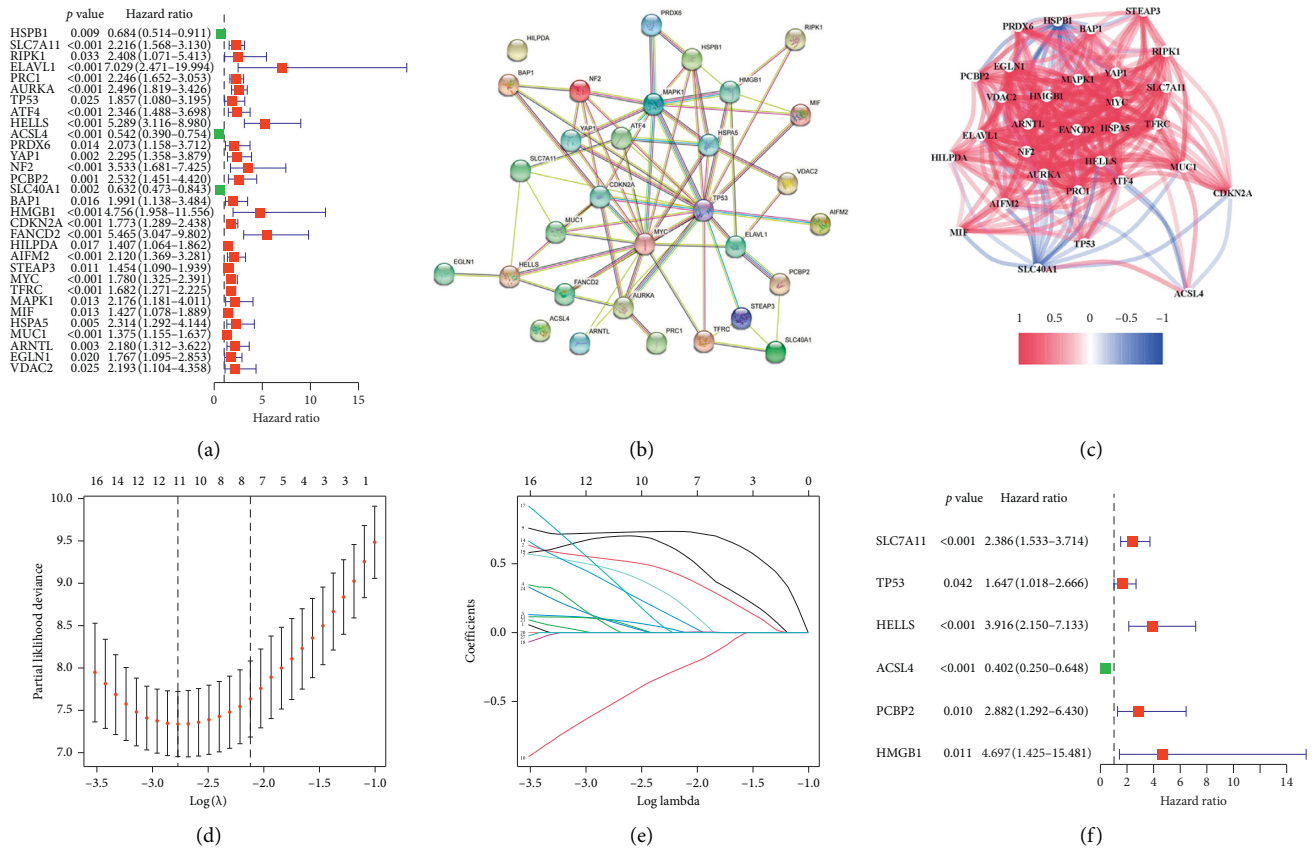 p value Hazard ratio
HSPB1 0.009 0.684 (0.514–0.911)
SLC7A11 <0.001 2.216 (1.568–3.130)
RIPK1 0.033 2.408 (1.071–5.413)
ELAVL1 <0.001 7.029 (2.471–19.994)
PRC1 <0.001 2.246 (1.652–3.053)
AURKA <0.001 2.496 (1.819–3.426)
TP53 0.025 1.857 (1.080–3.195)
ATF4 <0.001 2.346 (1.488–3.698)
HELLS <0.001 5.289 (3.116–8.980)
ACSL4 <0.001 0.542 (0.390–0.754)
PRDX6 0.014 2.073 (1.158–3.712)
YAP1 0.002 2.295 (1.358–3.879)
NF2 <0.001 3.533 (1.681–7.425)
PCBP2 0.001 2.532 (1.451–4.420)
SLC40A1 0.002 0.632 (0.473–0.843)
BAP1 0.016 1.991 (1.138–3.484)
HMGB1 <0.001 4.756 (1.958–11.556)
CDKN2A <0.001 1.773 (1.289–2.438)
FANCD2 <0.001 5.465 (3.047–9.802)
HILPDA 0.017 1.407 (1.064–1.862)
AIFM2 <0.001 2.120 (1.369–3.281)
STEAP3 0.011 1.454 (1.090–1.939)
MYC <0.001 1.780 (1.325–2.391)
TFRC <0.001 1.682 (1.271–2.225)
MAPK1 0.013 2.176 (1.181–4.011)
MIF 0.013 1.427 (1.078–1.889)
HSPA5 0.005 2.314 (1.292–4.144)
MUC1 <0.001 1.375 (1.155–1.637)
ARNTL 0.003 2.180 (1.312–3.622)
EGLN1 0.020 1.767 (1.095–2.853)
VDAC2 0.025 2.193 (1.104–4.358)
0 5 10 15
Hazard ratio
(a)
PRDX6
RIPK1
HILPDA
HSPB1
BAP1
NF2
HMGB1
MAPK1
MIF
YAP1
ATF4
HSPA5
SLC7A11
VDAC2
CDKN2A
TP53
AIFM2
MUC1
MYC
ELAVL1
EGLN1
HELLS
PCBP2
FANCD2
AURKA
STEAP3
ACSL4
ARNTL
PRC1
TFRC
SLC40A1
(b)
STEAP3
HSPB1
PRDX6
BAP1
RIPK1
EGLN1
PCBP2
MAPK1
YAP1
SLC7A11
VDAC2
HMGB1
MYC
ARNTL
FANCD2
HSPA5
TFRC
ELAVL1
NF2
HILPDA
HELLS
MUC1
AURKA
ATF4
PRC1
CDKN2A
AIFM2
MIF
TP53
SLC40A1
ACSL4
1 0.5 0 −0.5 −1
(c)
16 14 12 12 11 10 8 8 7 5 4 3 3 1
10.0
9.5
9.0
8.5
8.0
7.5
7.0
Partial likelihood deviance
−3.5 −3.0 −2.5 −2.0 −1.5 −1.0
Log (λ)
(d)
16 14 10 7 3 0
17
9
14
2
0.5
0.0
−0.5
Coefficients
10
−3.5 −3.0 −2.5 −2.0 −1.5 −1.0
Log lambda
(e)
p value Hazard ratio
SLC7A11 <0.001 2.386 (1.533–3.714)
TP53 0.042 1.647 (1.018–2.666)
HELLS <0.001 3.916 (2.150–7.133)
ACSL4 <0.001 0.402 (0.250–0.648)
PCBP2 0.010 2.882 (1.292–6.430)
HMGB1 0.011 4.697 (1.425–15.481)
0 2 4 6 8 10 14
Hazard ratio
(f)